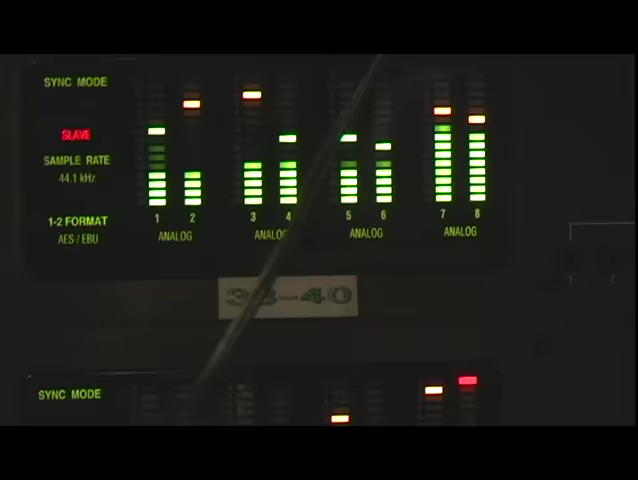 SYNC MODE
SLAVE
SAMPLE RATE
44.1 kHz
1-2 FORMAT
AES / EBU
1 2 3 4 5 6 7 8
ANALOG ANALOG ANALOG ANALOG
33-40
SYNC MODE